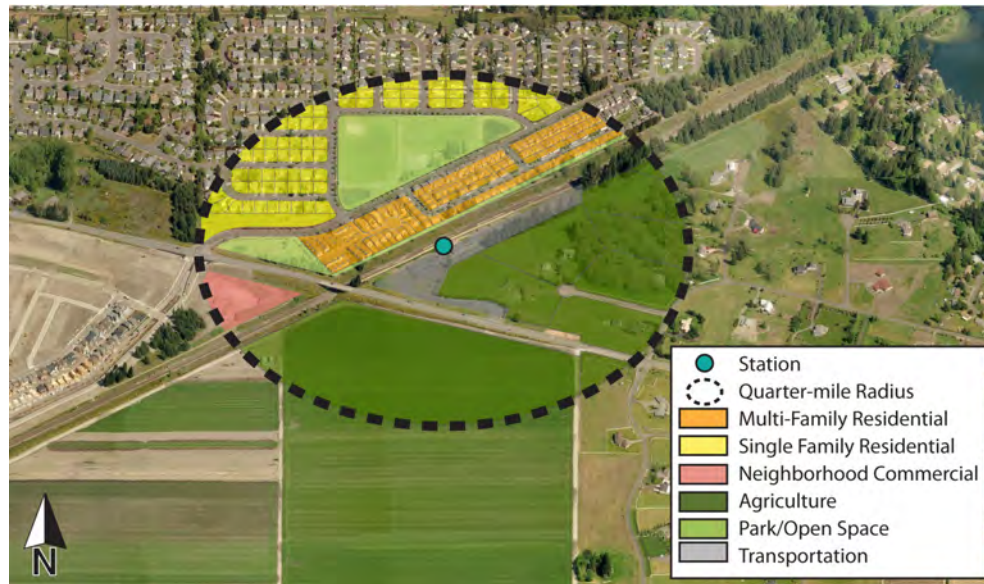 Station
Quarter-mile Radius
Multi-Family Residential
Single Family Residential
Neighborhood Commercial
Agriculture
Park/Open Space
Transportation
N